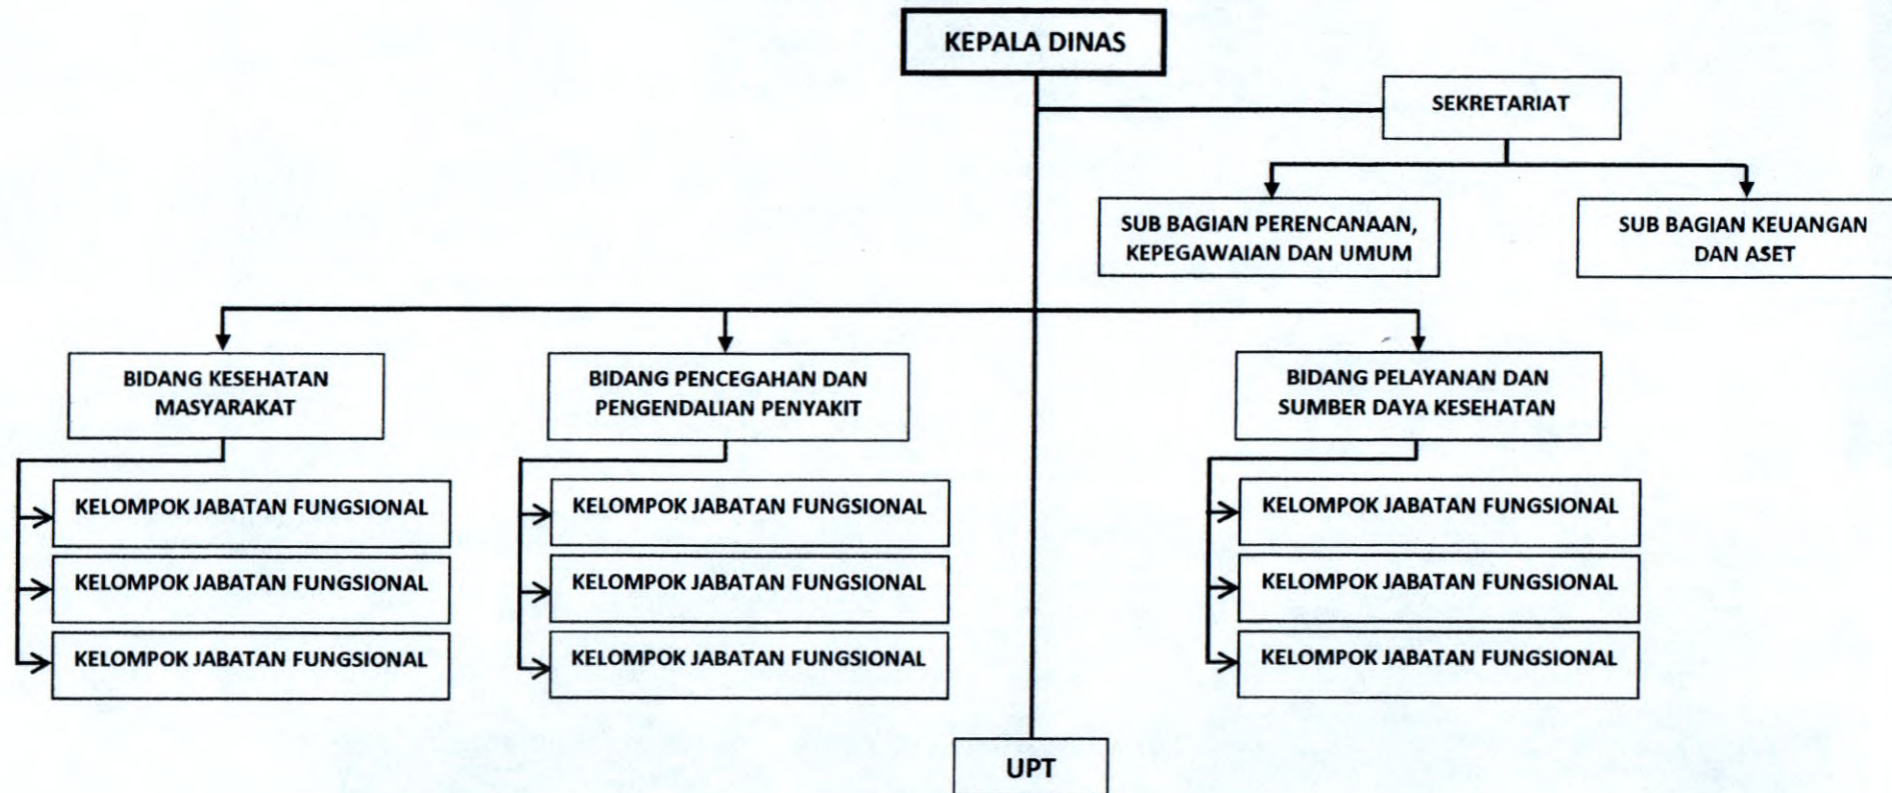 KEPALA DINAS
SEKRETARIAT
SUB BAGIAN PERENCANAAN,
KEPEGAWAIAN DAN UMUM
SUB BAGIAN KEUANGAN
DAN ASET
BIDANG KESEHATAN
MASYARAKAT
BIDANG PENCEGAHAN DAN
PENGENDALIAN PENYAKIT
BIDANG PELAYANAN DAN
SUMBER DAYA KESEHATAN
KELOMPOK JABATAN FUNGSIONAL
KELOMPOK JABATAN FUNGSIONAL
KELOMPOK JABATAN FUNGSIONAL
KELOMPOK JABATAN FUNGSIONAL
KELOMPOK JABATAN FUNGSIONAL
KELOMPOK JABATAN FUNGSIONAL
KELOMPOK JABATAN FUNGSIONAL
KELOMPOK JABATAN FUNGSIONAL
KELOMPOK JABATAN FUNGSIONAL
UPT